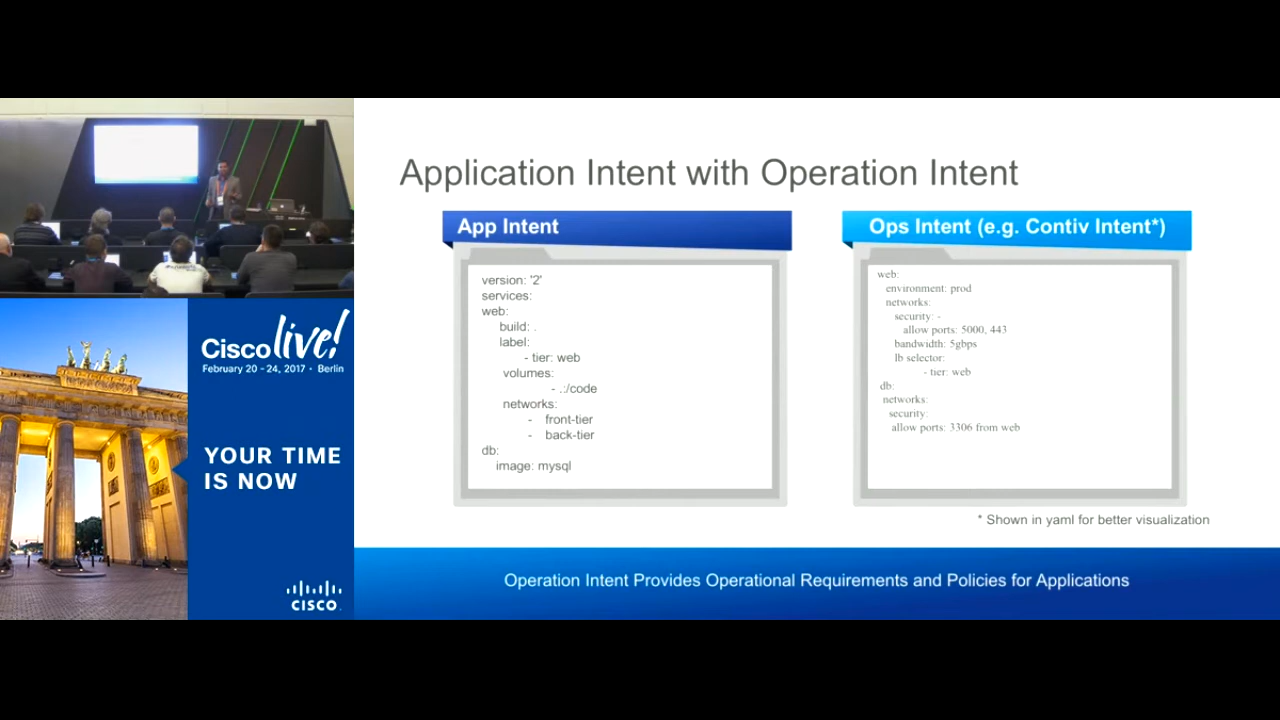 Application Intent with Operation Intent
App Intent
version: '2'
services:
web:
build: .
label:
- tier: web
volumes:
- .:/code
networks:
- front-tier
- back-tier
db:
image: mysql
Ops Intent (e.g. Contiv Intent*)
web:
environment: prod
networks:
security: -
allow ports: 5000, 443
bandwidth: 5gbps
lb selector:
- tier: web
db:
networks:
security:
allow ports: 3306 from web
* Shown in yaml for better visualization
Operation Intent Provides Operational Requirements and Policies for Applications
Cisco live!
February 20 - 24, 2017 • Berlin
YOUR TIME
IS NOW
CISCO